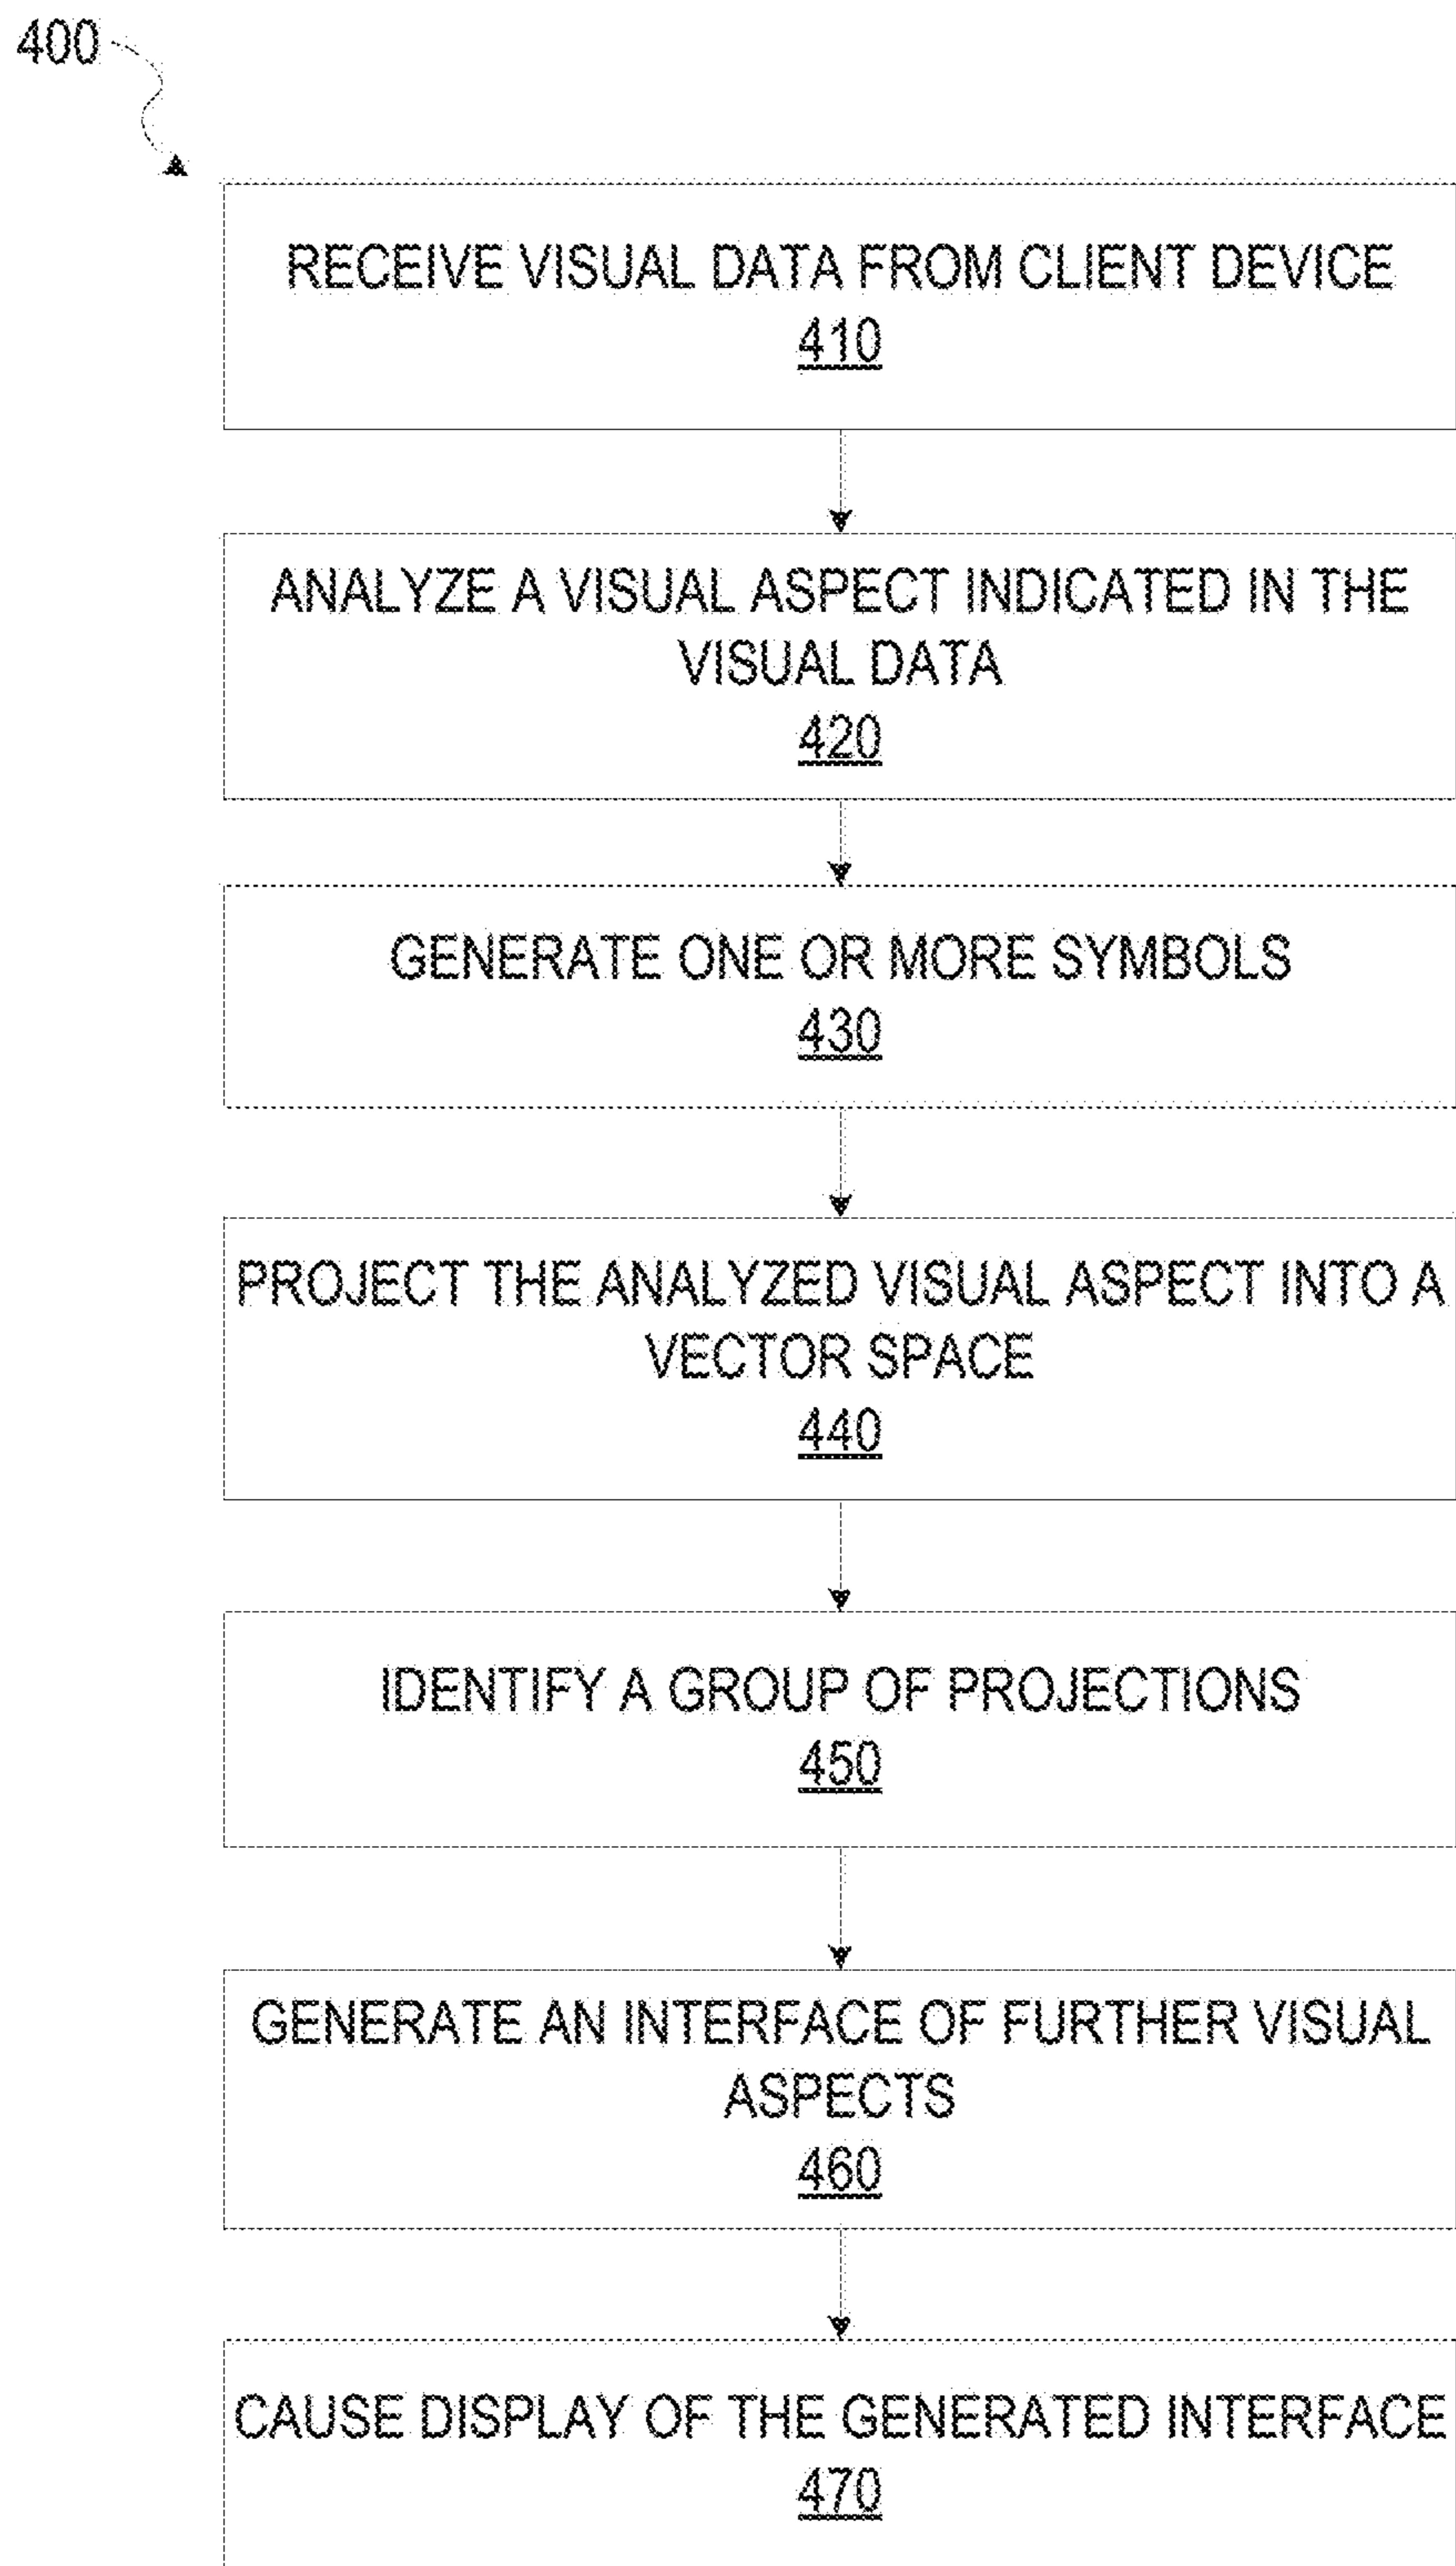 400
RECEIVE VISUAL DATA FROM CLIENT DEVICE
410
ANALYZE A VISUAL ASPECT INDICATED IN THE
VISUAL DATA
420
GENERATE ONE OR MORE SYMBOLS
430
PROJECT THE ANALYZED VISUAL ASPECT INTO A
VECTOR SPACE
440
IDENTIFY A GROUP OF PROJECTIONS
450
GENERATE AN INTERFACE OF FURTHER VISUAL
ASPECTS
460
CAUSE DISPLAY OF THE GENERATED INTERFACE
470